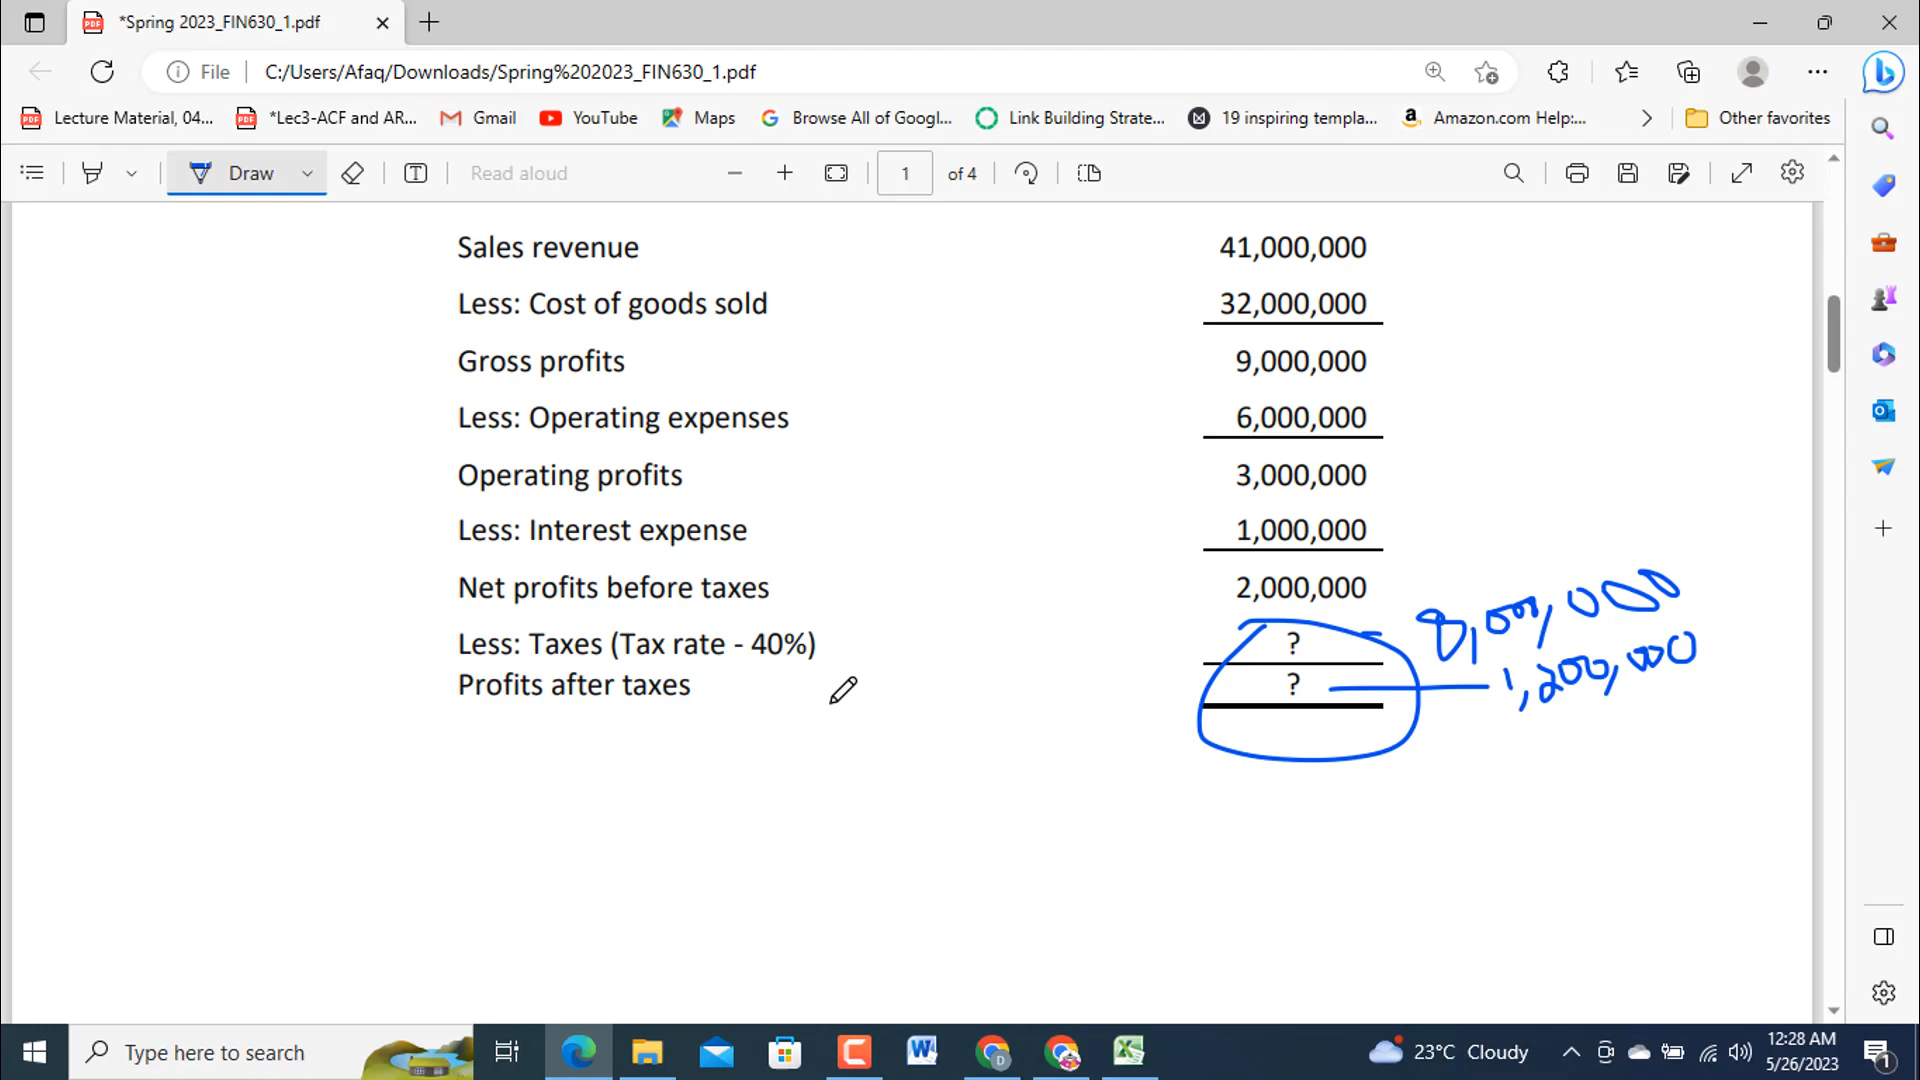 *Spring 2023_FIN630_1.pdf
File C:/Users/Afaq/Downloads/Spring%202023_FIN630_1.pdf
Lecture Material, 04... *Lec3-ACF and AR... Gmail YouTube Maps Browse All of Googl... Link Building Strate... 19 inspiring templa... Amazon.com Help:... Other favorites
Draw Read aloud 1 of 4
Sales revenue 41,000,000
Less: Cost of goods sold 32,000,000
Gross profits 9,000,000
Less: Operating expenses 6,000,000
Operating profits 3,000,000
Less: Interest expense 1,000,000
Net profits before taxes 2,000,000
Less: Taxes (Tax rate - 40%) ? 8,000,000
Profits after taxes ? 1,200,000
Type here to search
23°C Cloudy
12:28 AM
5/26/2023
1